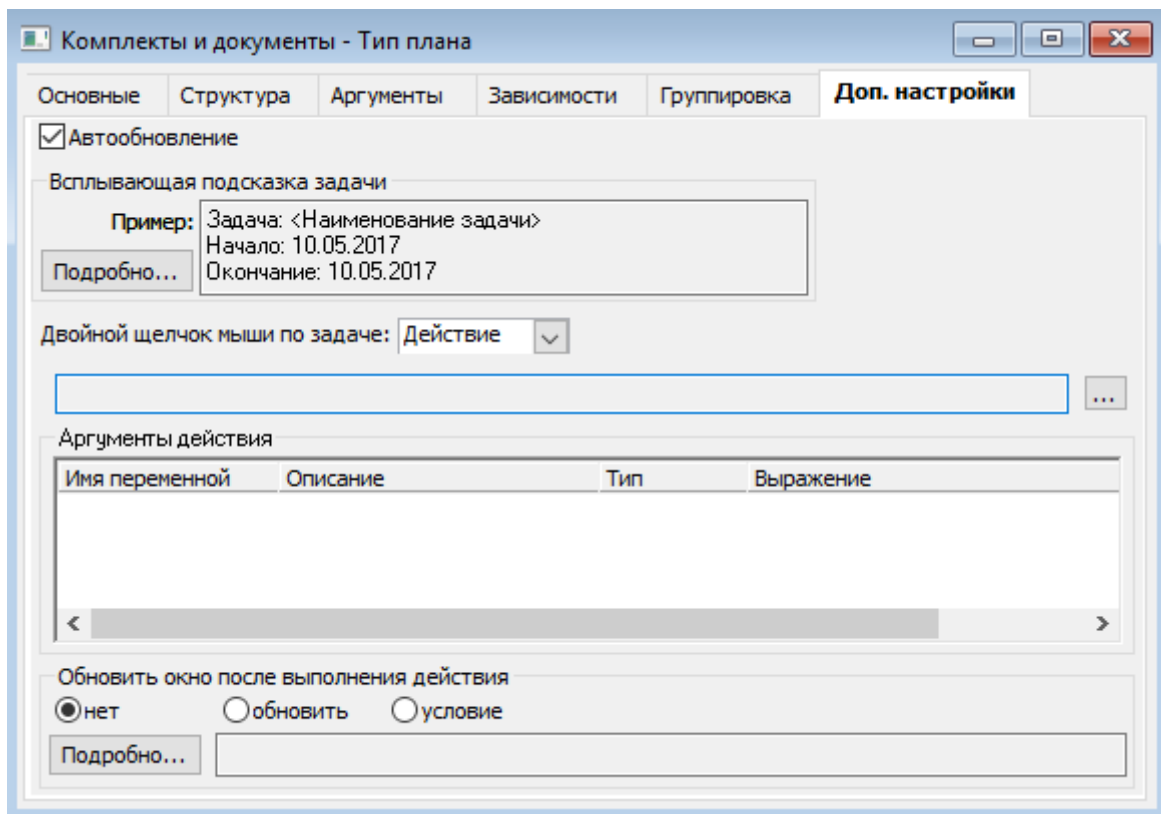 Комплекты и документы - Тип плана
Основные Структура Аргументы Зависимости Группировка Доп. настройки
Автообновление
Всплывающая подсказка задачи
Пример: Задача: <Наименование задачи>
Начало: 10.05.2017
Подробно... Окончание: 10.05.2017
Двойной щелчок мыши по задаче: Действие
...
Аргументы действия
Имя переменной Описание Тип Выражение
Обновить окно после выполнения действия
нет обновить условие
Подробно...